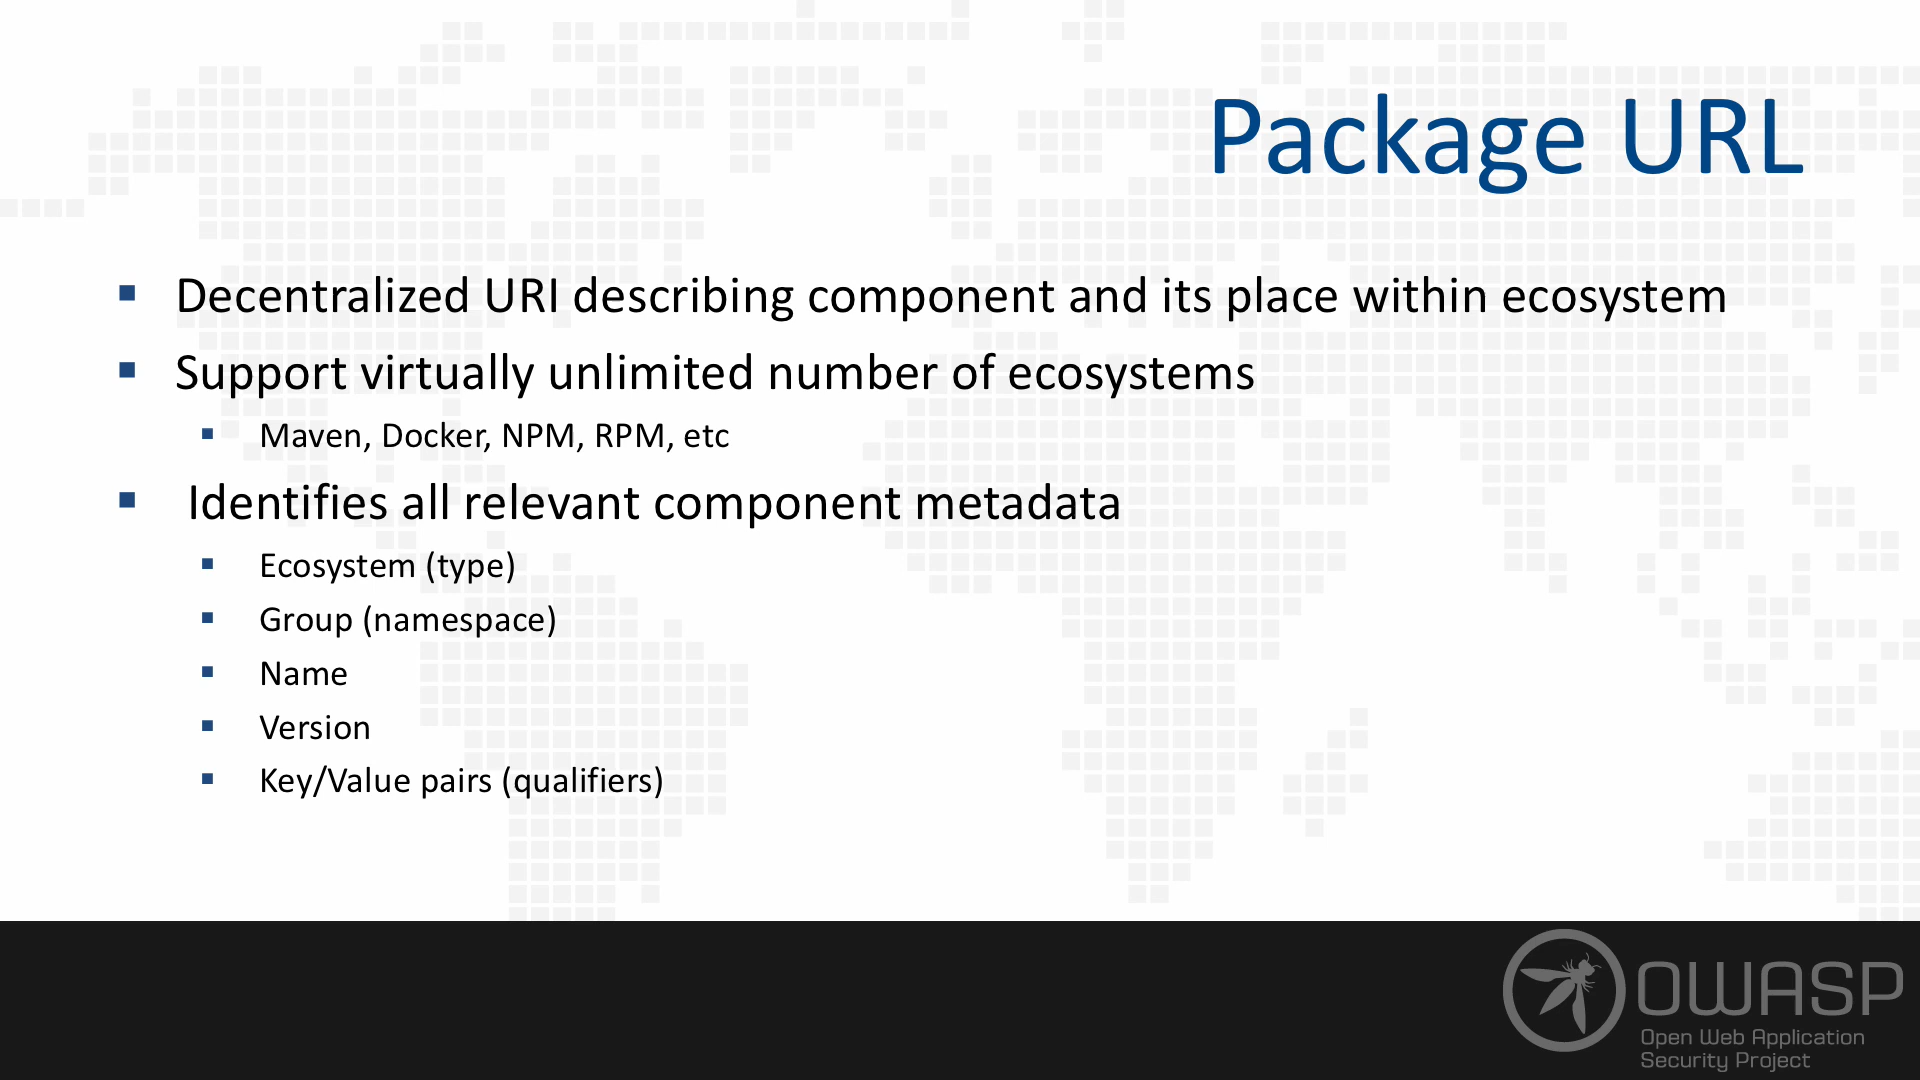 Package URL
Decentralized URI describing component and its place within ecosystem
Support virtually unlimited number of ecosystems
Maven, Docker, NPM, RPM, etc
Identifies all relevant component metadata
Ecosystem (type)
Group (namespace)
Name
Version
Key/Value pairs (qualifiers)
OWASP
Open Web Application
Security Project